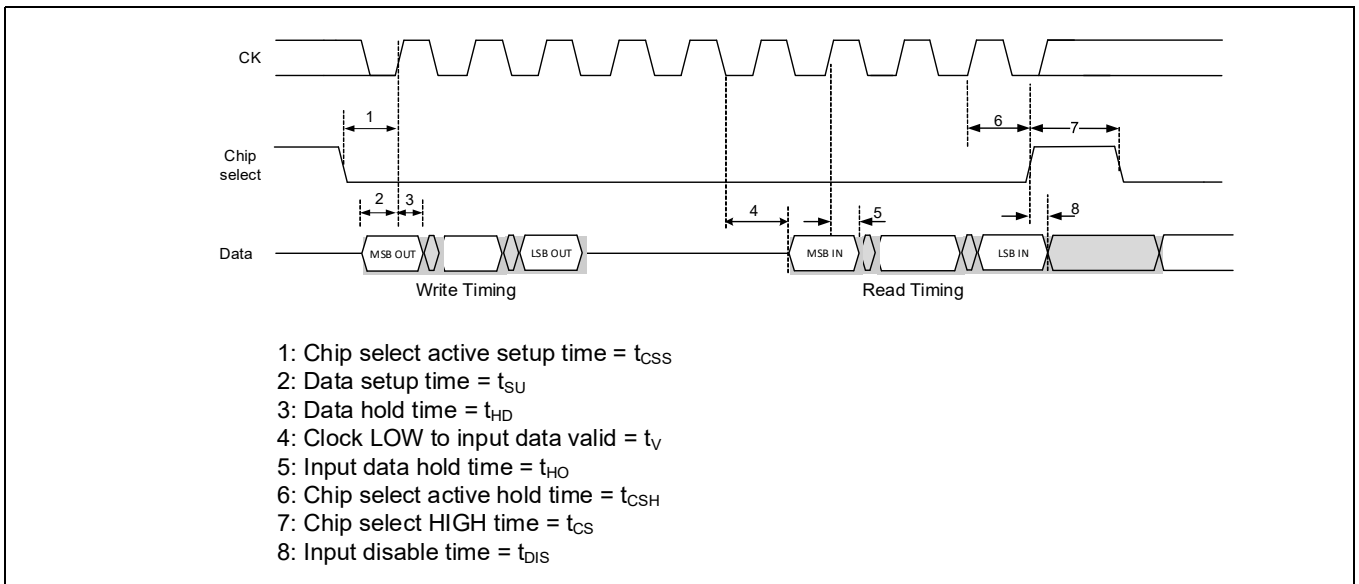 CK
1
6
7
Chip
select
2
3
4
5
8
Data
MSB OUT
LSB OUT
MSB IN
LSB IN
Write Timing
Read Timing
1: Chip select active setup time = tCSS
2: Data setup time = tSU
3: Data hold time = tHD
4: Clock LOW to input data valid = tV
5: Input data hold time = tHO
6: Chip select active hold time = tCSH
7: Chip select HIGH time = tCS
8: Input disable time = tDIS